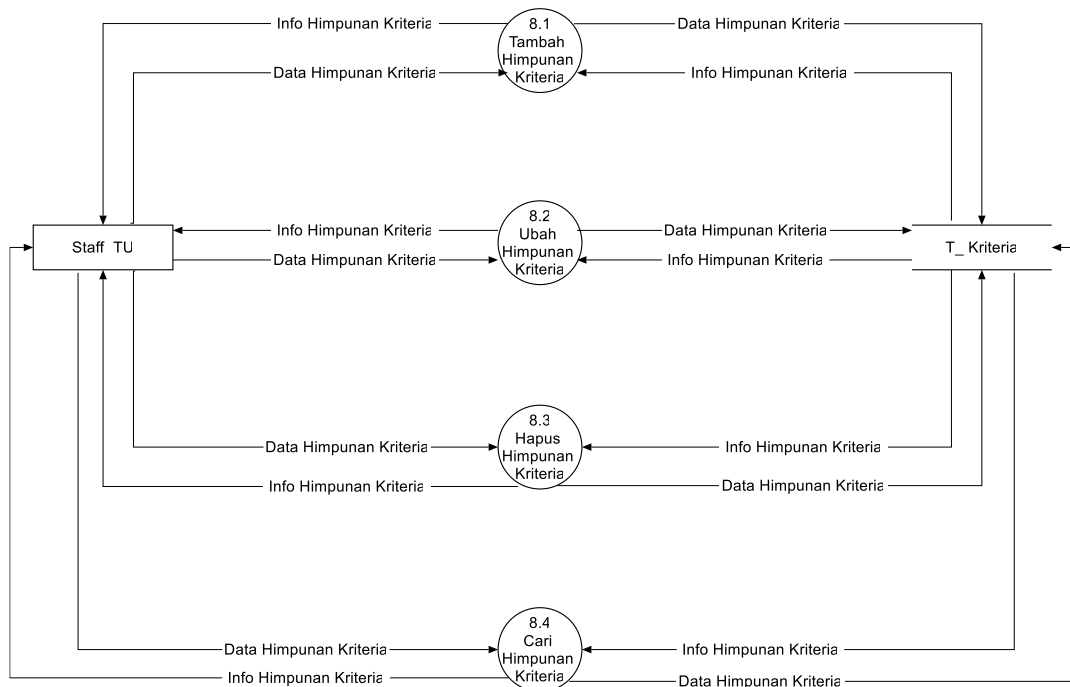 Info Himpunan Kriteria
8.1
Tambah
Himpunan
Kriteria
Data Himpunan Kriteria
Data Himpunan Kriteria
Info Himpunan Kriteria
Staff TU
Info Himpunan Kriteria
8.2
Ubah
Himpunan
Kriteria
Data Himpunan Kriteria
T_ Kriteria
Data Himpunan Kriteria
Info Himpunan Kriteria
Data Himpunan Kriteria
8.3
Hapus
Himpunan
Kriteria
Info Himpunan Kriteria
Info Himpunan Kriteria
Data Himpunan Kriteria
Data Himpunan Kriteria
8.4
Cari
Himpunan
Kriteria
Info Himpunan Kriteria
Info Himpunan Kriteria
Data Himpunan Kriteria